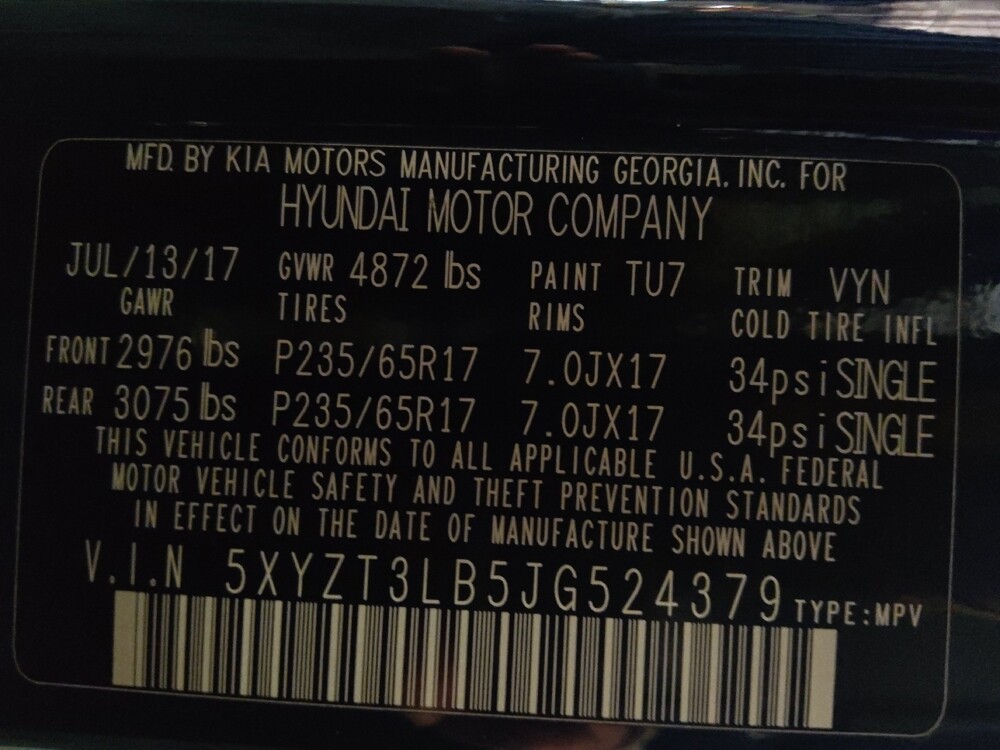 MFD. BY KIA MOTORS MANUFACTURING GEORGIA. INC. FOR
HYUNDAI MOTOR COMPANY
JUL/13/17 GVWR 4872 lbs PAINT TU7 TRIM VYN
GAWR TIRES RIMS COLD TIRE INFL
FRONT 2976 lbs P235/65R17 7.0JX17 34psi SINGLE
REAR 3075 lbs P235/65R17 7.0JX17 34psi SINGLE
THIS VEHICLE CONFORMS TO ALL APPLICABLE U.S.A. FEDERAL
MOTOR VEHICLE SAFETY AND THEFT PREVENTION STANDARDS
IN EFFECT ON THE DATE OF MANUFACTURE SHOWN ABOVE
V.I.N 5XYZT3LB5JG524379 TYPE:MPV